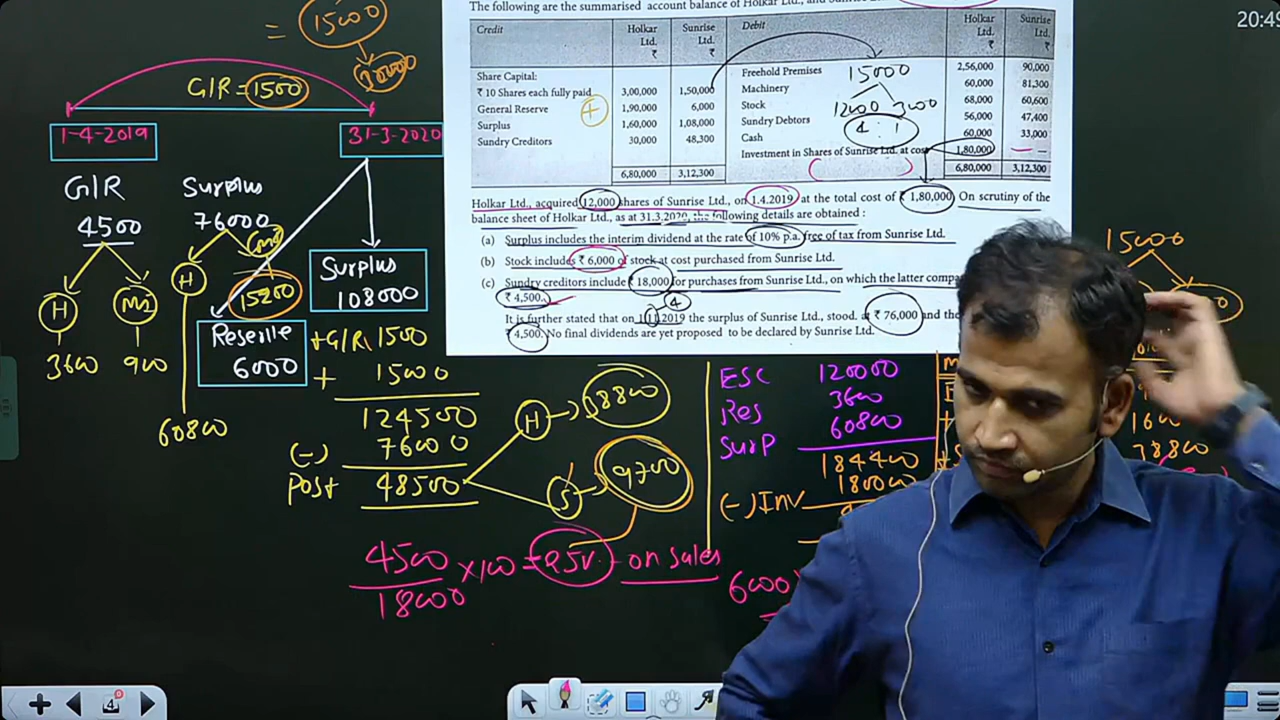 = 15000
20000
20:49
G/R = 1500
1-4-2019
31-3-2020
G/R
4500
H
MI
3600
900
Surplus
76000
H
MI
15200
60800
Reserve
6000
Surplus
108000
+G/R 1500
+ 15000
124500
(-) 76000
Post 48500
H → 38800
S → 9700
4500 × 100 = 25% on Sales
18000
The following are the summarised account balance of Holkar Ltd., and
Credit Holkar Ltd. ₹ Sunrise Ltd. ₹ Debit Holkar Ltd. ₹ Sunrise Ltd. ₹
Share Capital: Freehold Premises 2,56,000 90,000
₹ 10 Shares each fully paid 3,00,000 1,50,000 Machinery 60,000 81,300
General Reserve 1,90,000 6,000 Stock 68,000 60,600
Surplus 1,60,000 1,08,000 Sundry Debtors 56,000 47,400
Sundry Creditors 30,000 48,300 Cash 60,000 33,000
Investment in Shares of Sunrise Ltd. at cost 1,80,000 —
6,80,000 3,12,300 6,80,000 3,12,300
+
15000
12000 3000
4 : 1
Holkar Ltd., acquired 12,000 shares of Sunrise Ltd., on 1.4.2019 at the total cost of ₹ 1,80,000. On scrutiny of the
balance sheet of Holkar Ltd., as at 31.3.2020, the following details are obtained :
(a) Surplus includes the interim dividend at the rate of 10% p.a. free of tax from Sunrise Ltd.
(b) Stock includes ₹ 6,000 of stock at cost purchased from Sunrise Ltd.
(c) Sundry creditors include ₹ 18,000 for purchases from Sunrise Ltd., on which the latter
₹ 4,500.
4
It is further stated that on 1.1.2019 the surplus of Sunrise Ltd., stood. at ₹ 76,000 and the
₹ 4,500. No final dividends are yet proposed to be declared by Sunrise Ltd.
ESC 120000
Res 3600
SurP 60800
184400
(-) Inv 180000
6000
15000
38800